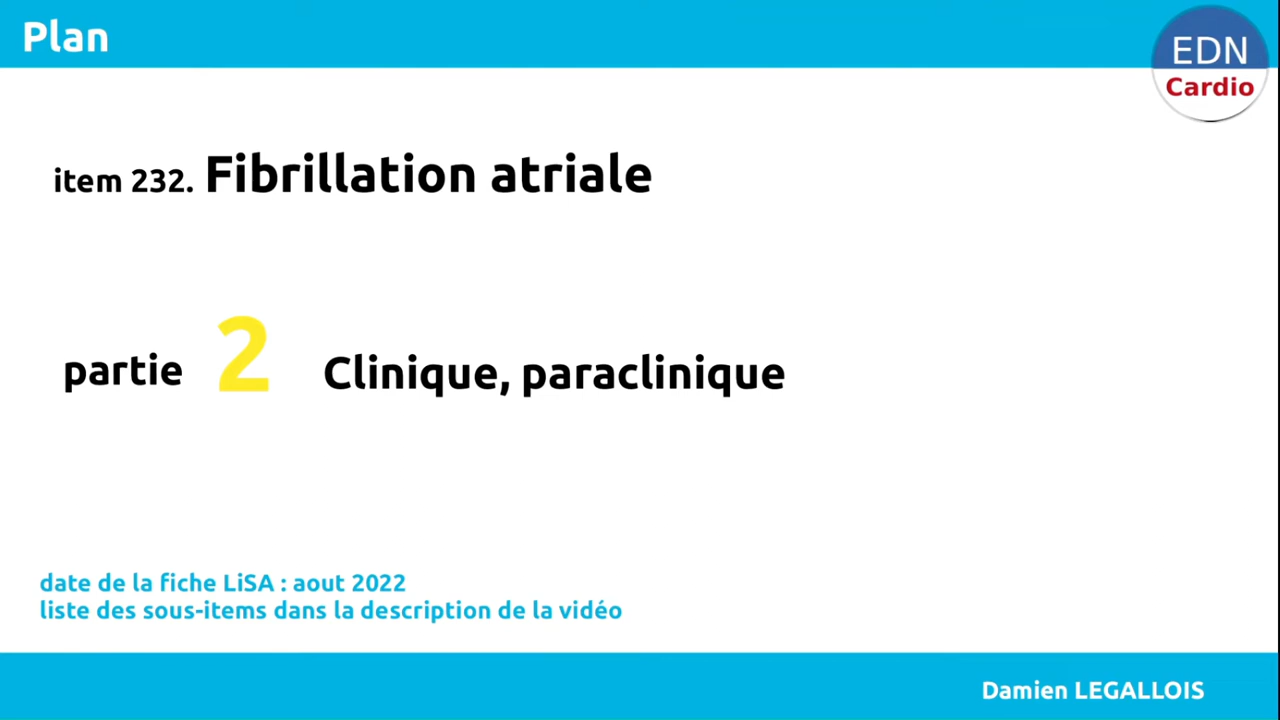 Plan
EDN
Cardio
item 232. Fibrillation atriale
partie 2 Clinique, paraclinique
date de la fiche LiSA : aout 2022
liste des sous-items dans la description de la vidéo
Damien LEGALLOIS